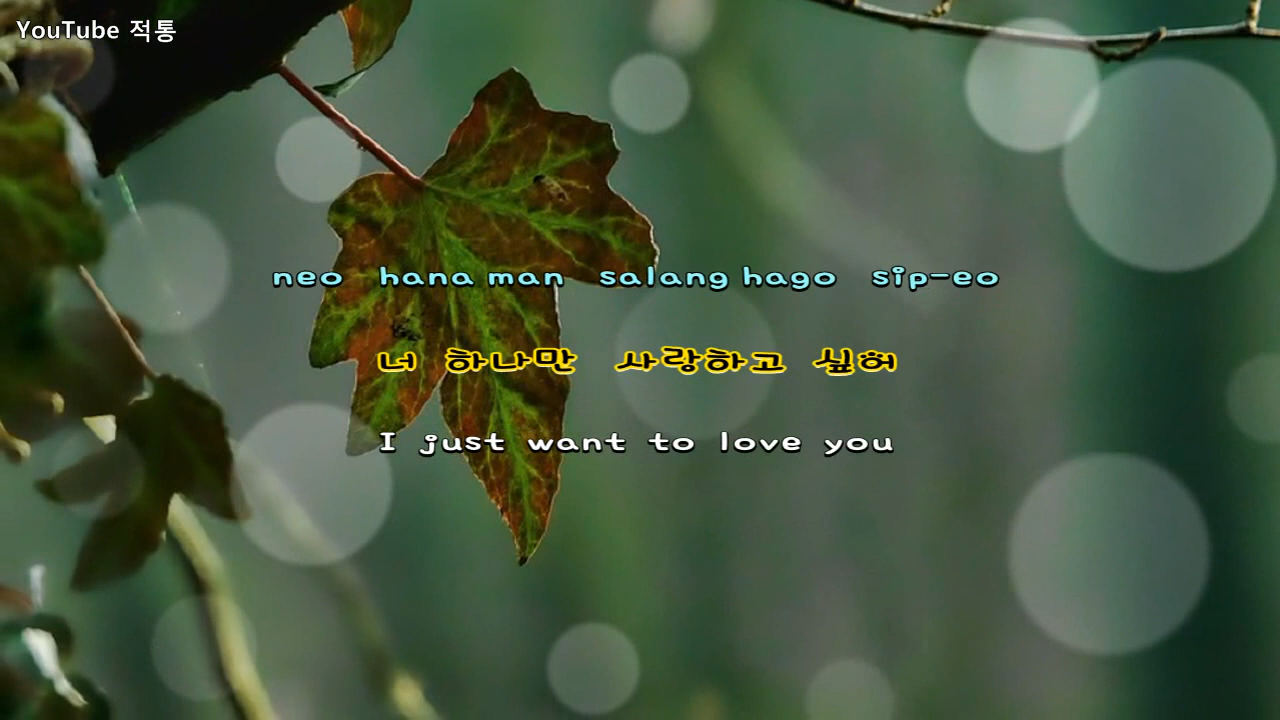 YouTube 적통
neo hana man salang hago sip-eo
너 하나만 사랑하고 싶어
I just want to love you